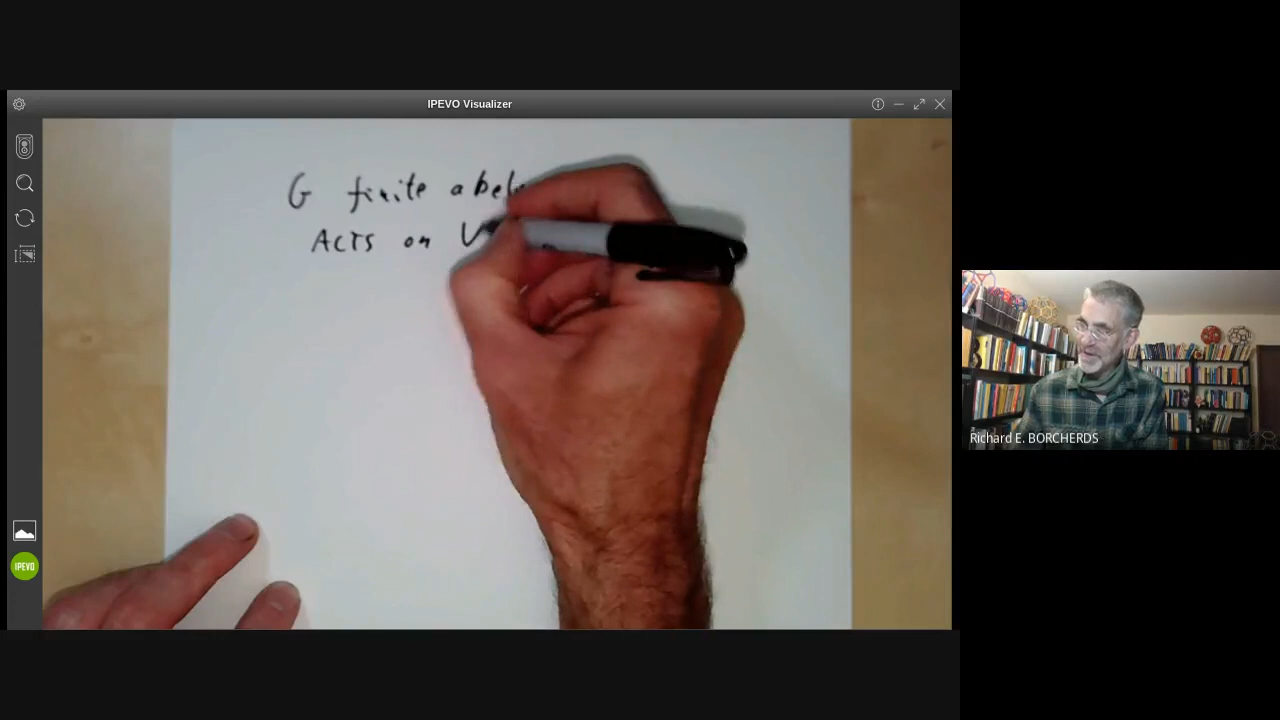 IPEVO Visualizer
G finite abel
ACTS on V
IPEVO
Richard E. BORCHERDS